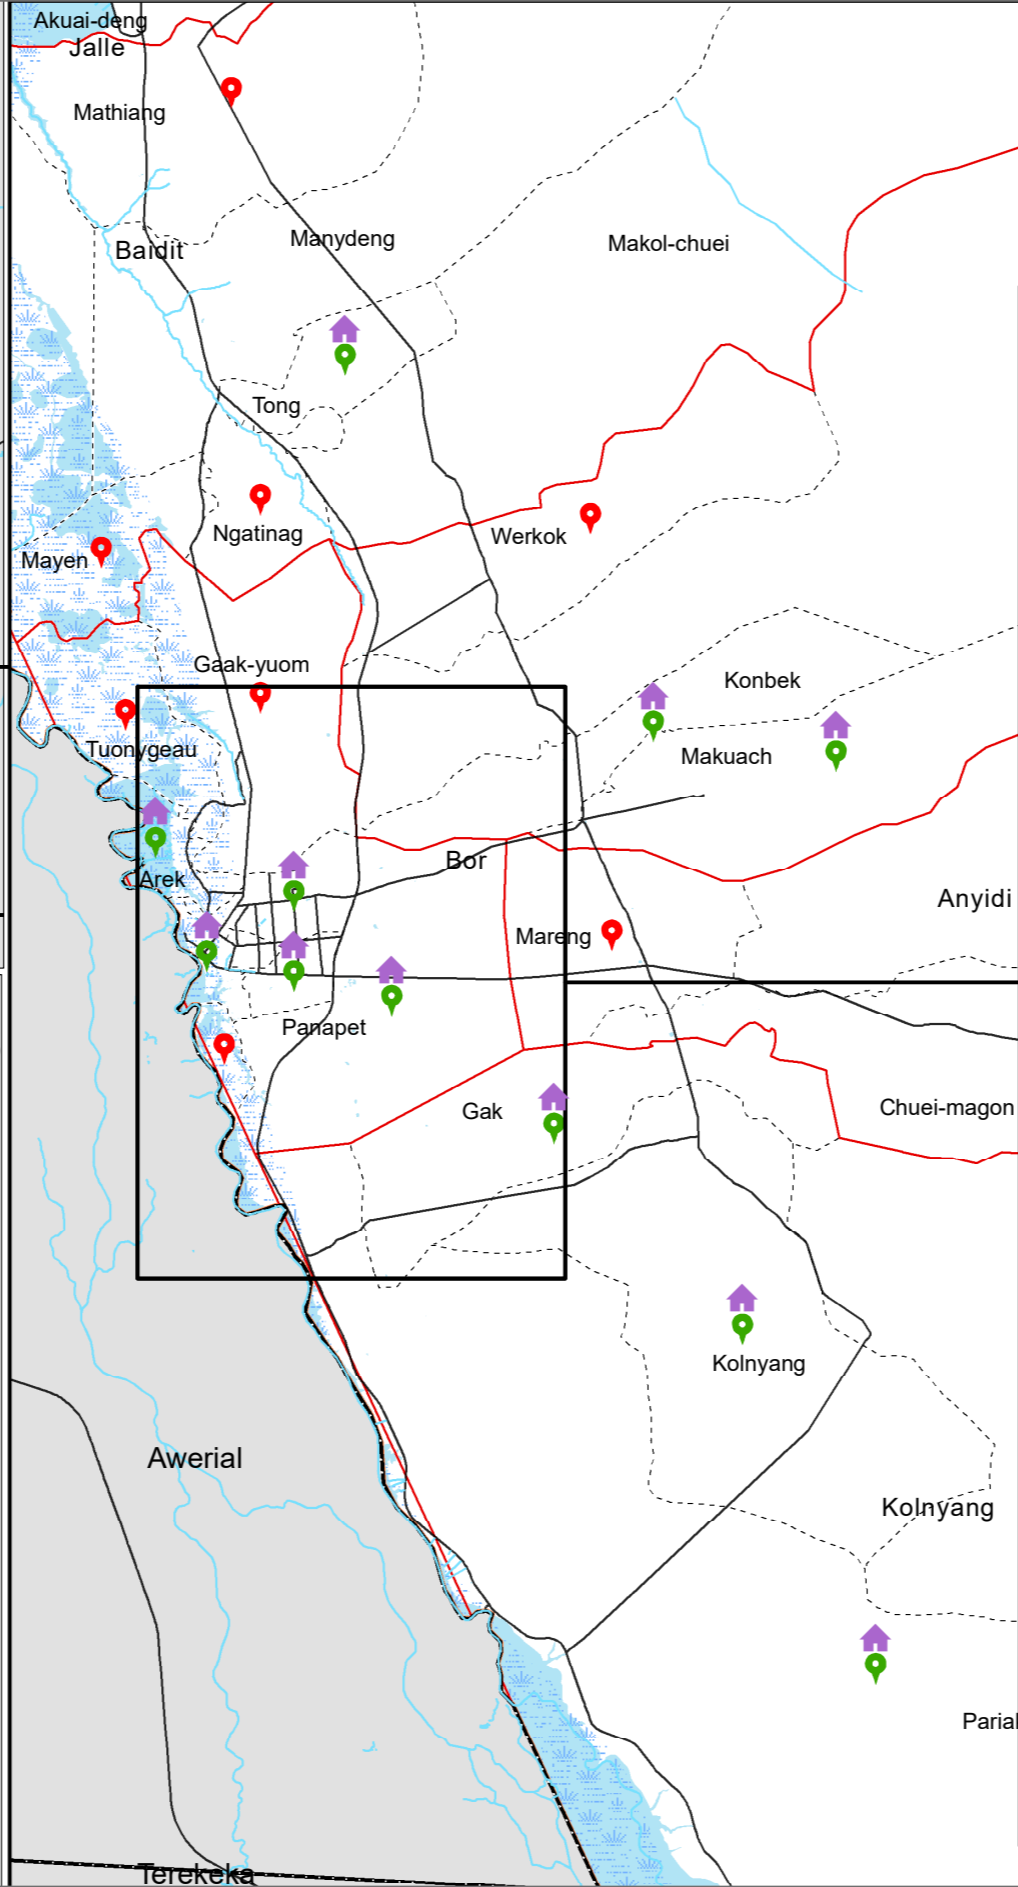 Akuai-deng
Jalle
Mathiang
Manydeng
Makol-chuei
Baidit
Tong
Ngatinag
Werkok
Mayen
Gaak-yuom
Konbek
Tuonygeau
Makuach
Bor
Arek
Anyidi
Mareng
Panapet
Gak
Chuei-magon
Kolnyang
Awerial
Kolnyang
Pariak
Terekeka